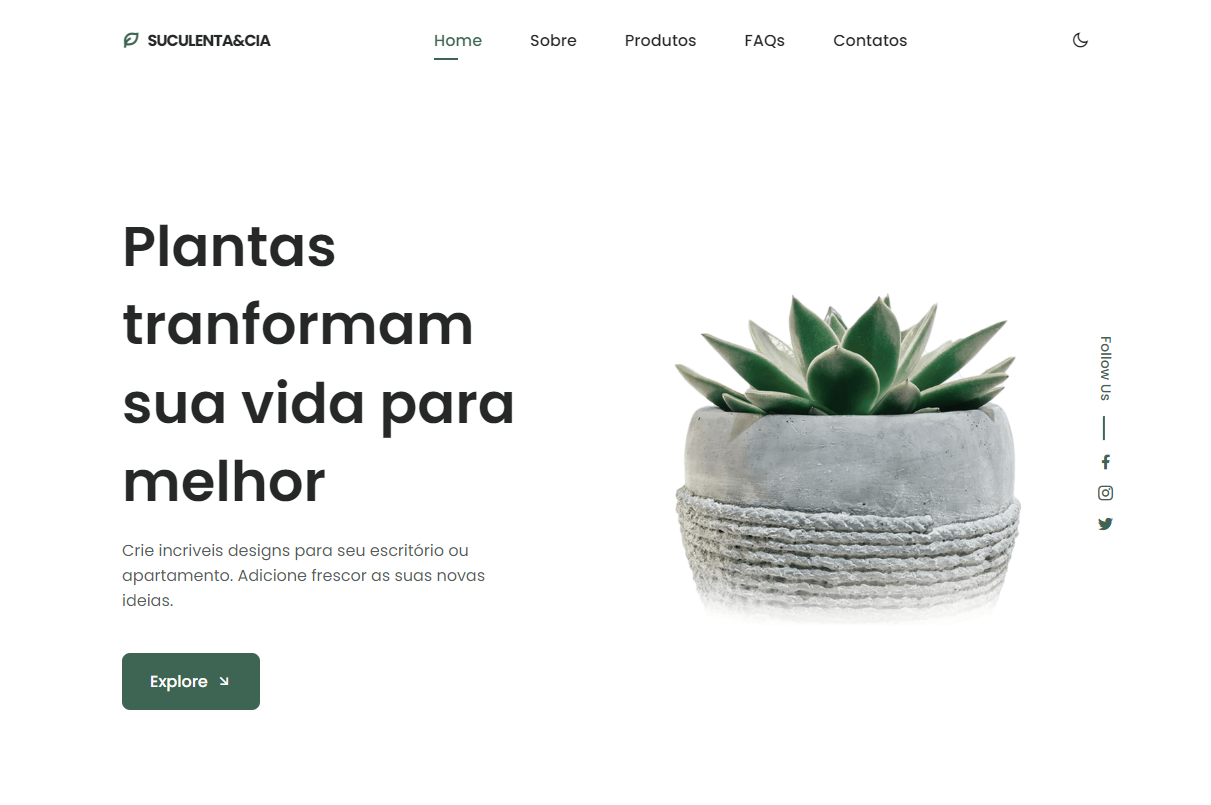 SUCULENTA&CIA
Home
Sobre
Produtos
FAQs
Contatos
Plantas
tranformam
sua vida para
melhor
Crie incriveis designs para seu escritório ou
apartamento. Adicione frescor as suas novas
ideias.
Explore
Follow Us